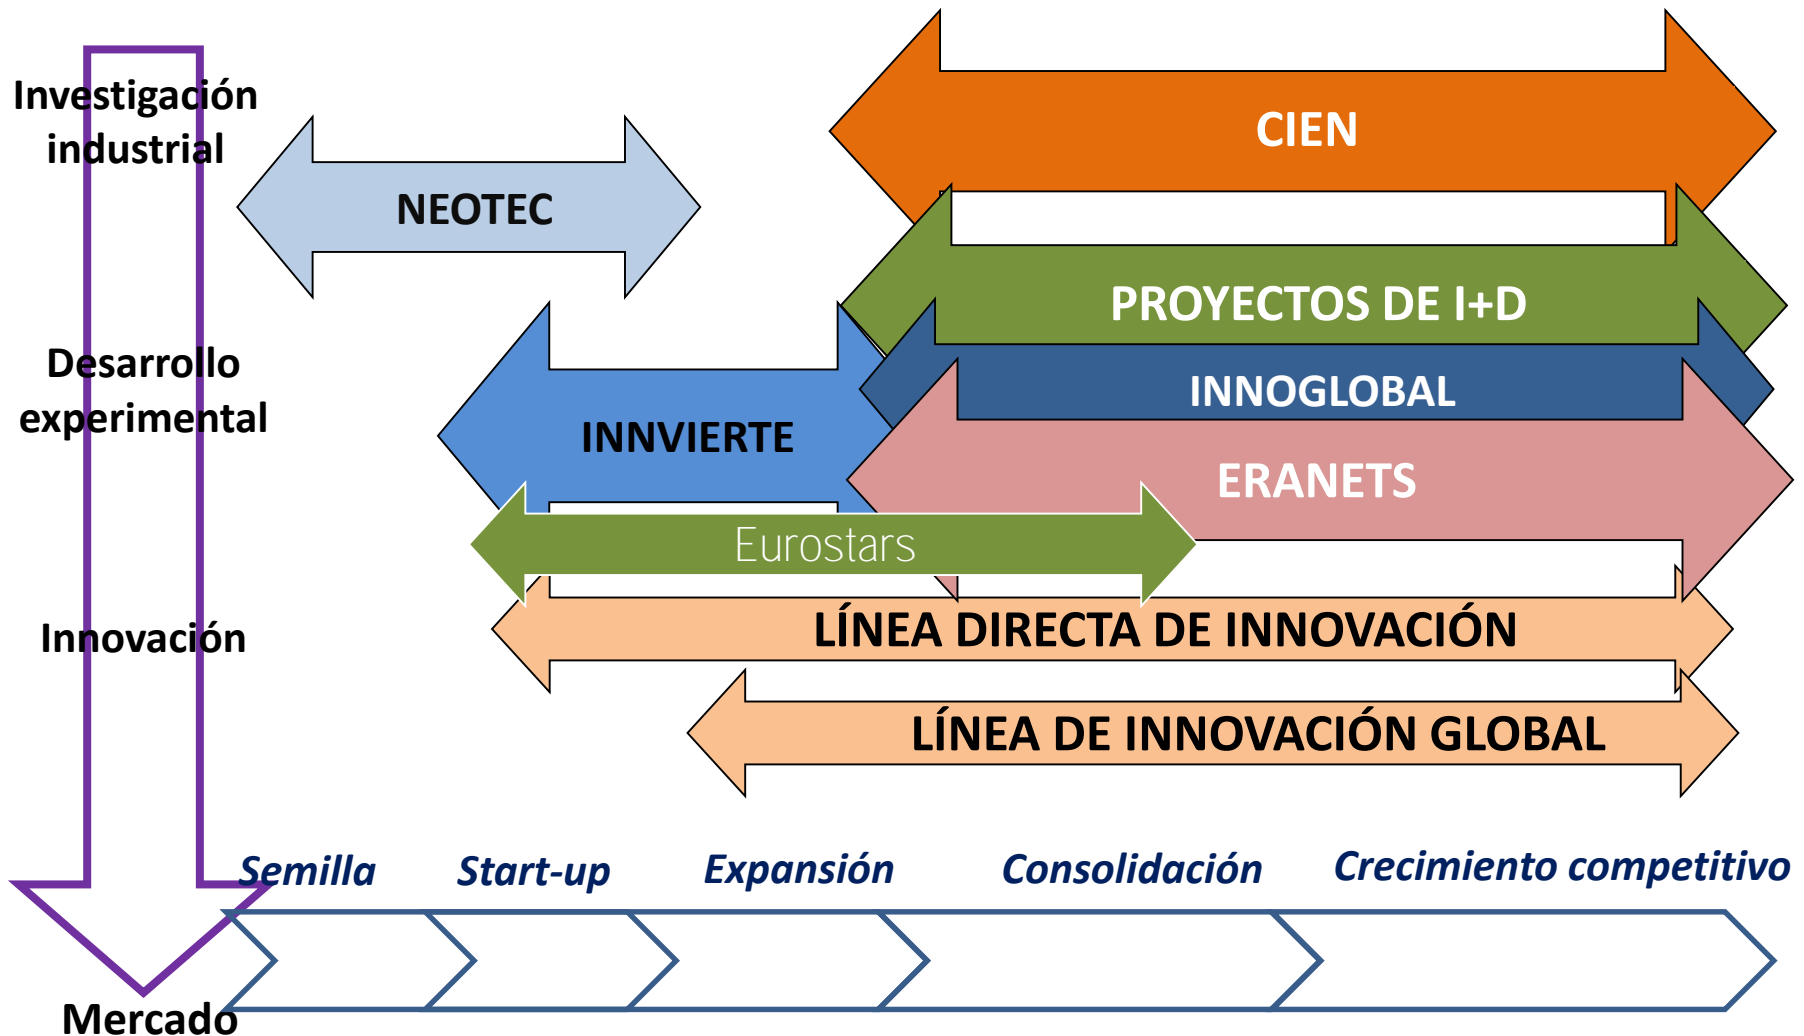 Investigación
industrial
CIEN
NEOTEC
PROYECTOS DE I+D
Desarrollo
experimental
INNOGLOBAL
INNVIERTE
ERANETS
Eurostars
Innovación
LÍNEA DIRECTA DE INNOVACIÓN
LÍNEA DE INNOVACIÓN GLOBAL
Semilla
Start-up
Expansión
Consolidación
Crecimiento competitivo
Mercado